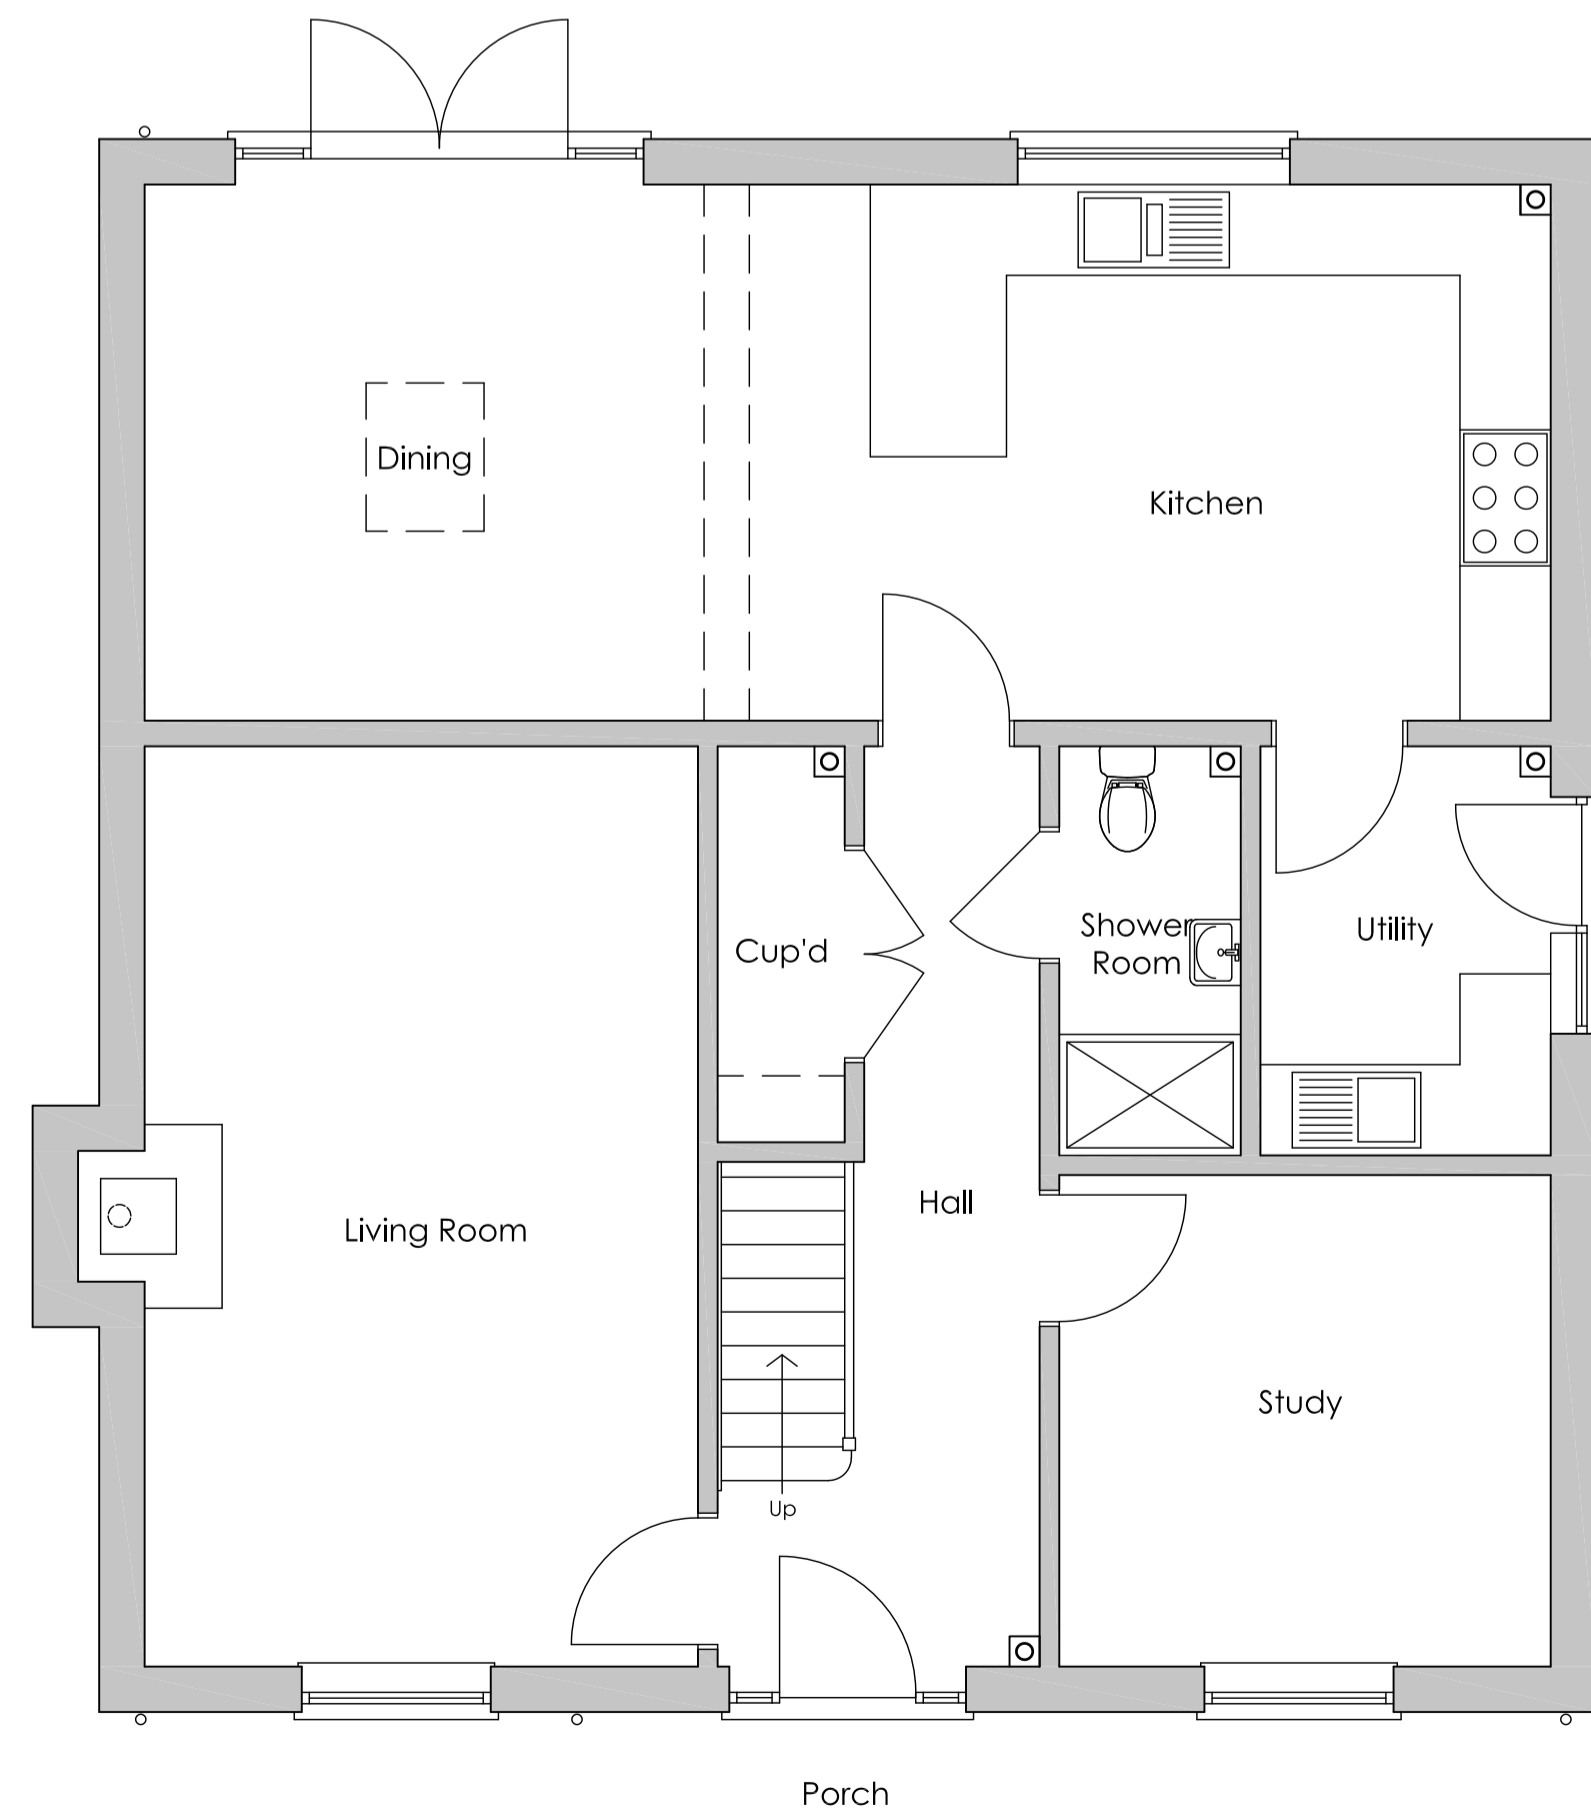 Dining
Kitchen
Shower
Room
Utility
Cup'd
Hall
Living Room
Study
Up
Porch